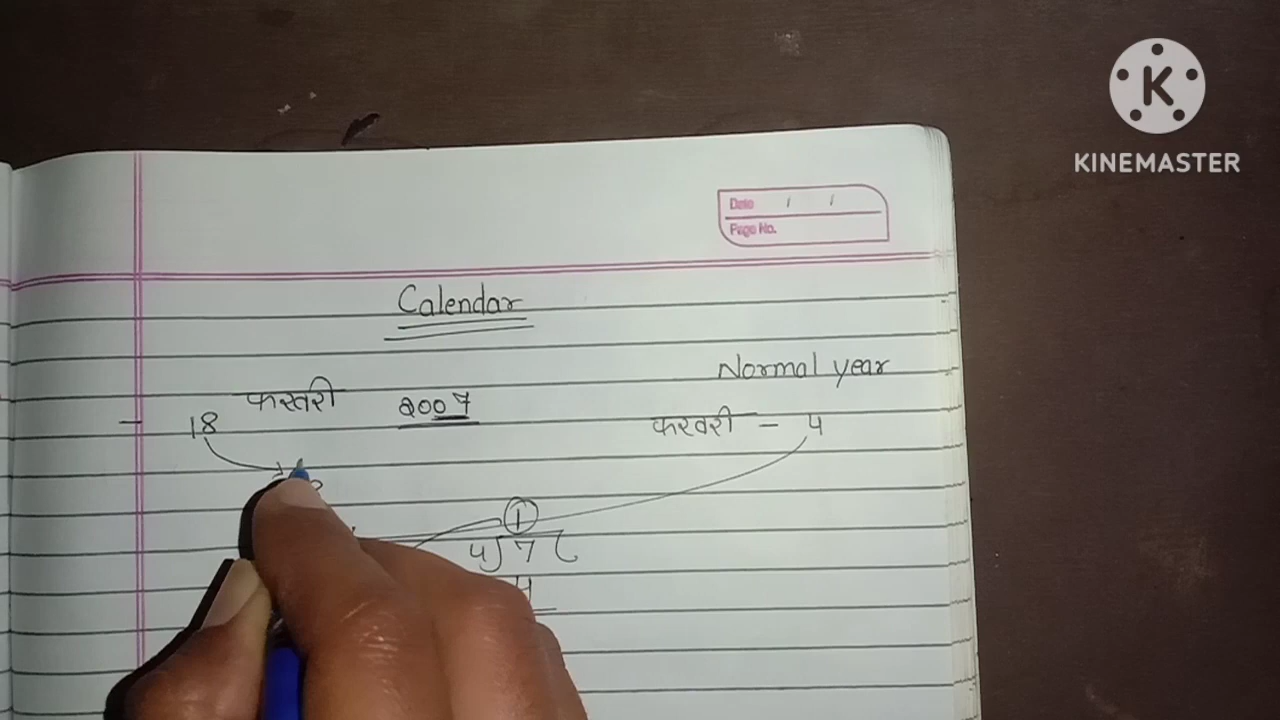 KINEMASTER
Date / /
Page No.
Calendar
Normal year
18 फरवरी 2007
फरवरी – 4
1
4) 7 (
4